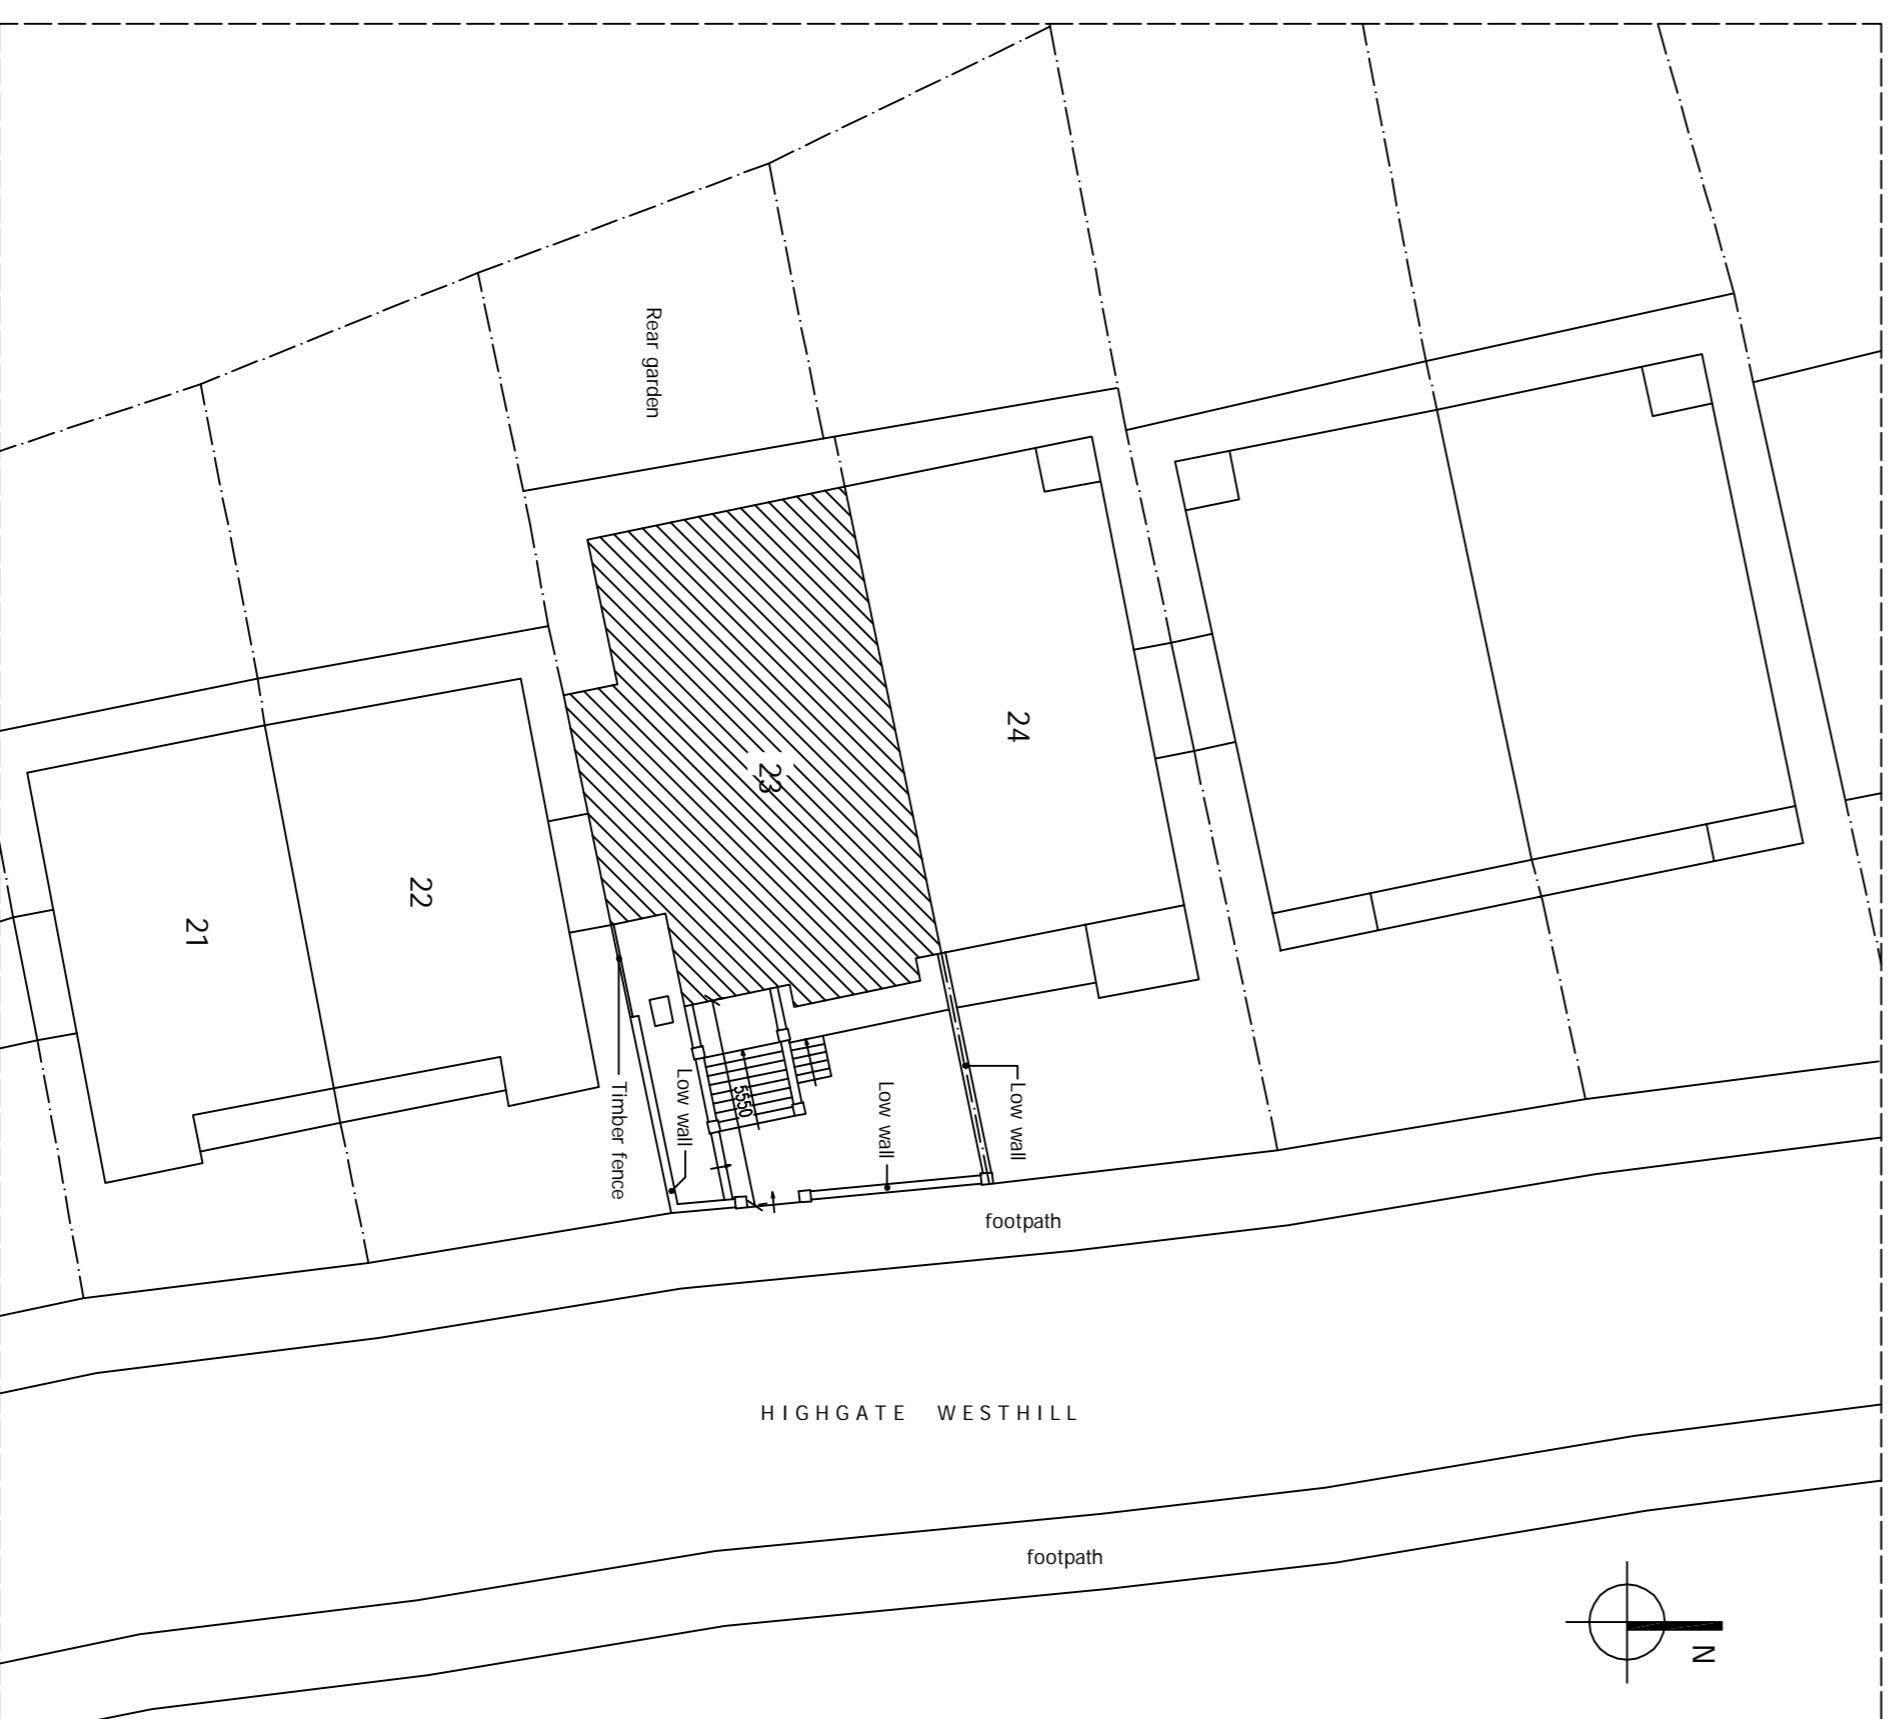 Rear garden
24
23
22
21
Timber fence
Low wall
5550
Low wall
Low wall
footpath
HIGHGATE WESTHILL
footpath
N